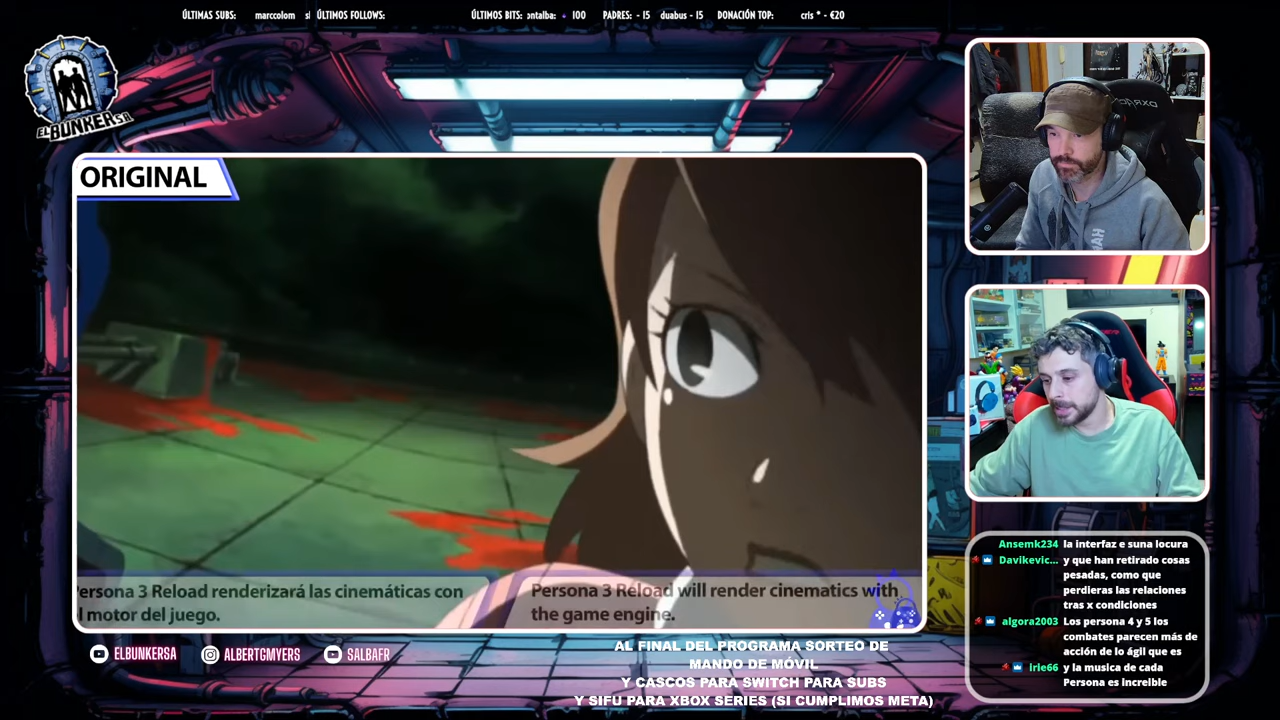 ÚLTIMAS SUBS: marccolom ÚLTIMOS FOLLOWS: ÚLTIMOS BITS: ontalba: 100 PADRES: - 15 duabus - 15 DONACIÓN TOP: cris * - €20
EL BUNKER S.A
ORIGINAL
ersona 3 Reload renderizará las cinemáticas con
l motor del juego.
Persona 3 Reload will render cinematics with
the game engine.
ELBUNKERSA ALBERTGMYERS SALBAFR
AL FINAL DEL PROGRAMA SORTEO DE
MANDO DE MÓVIL
Y CASCOS PARA SWITCH PARA SUBS
Y SIFU PARA XBOX SERIES (SI CUMPLIMOS META)
Ansemk234 la interfaz e suna locura
Davikevic... y que han retirado cosas
pesadas, como que
perdieras las relaciones
tras x condiciones
algora2003 Los persona 4 y 5 los
combates parecen más de
acción de lo ágil que es
irie66 y la musica de cada
Persona es increible